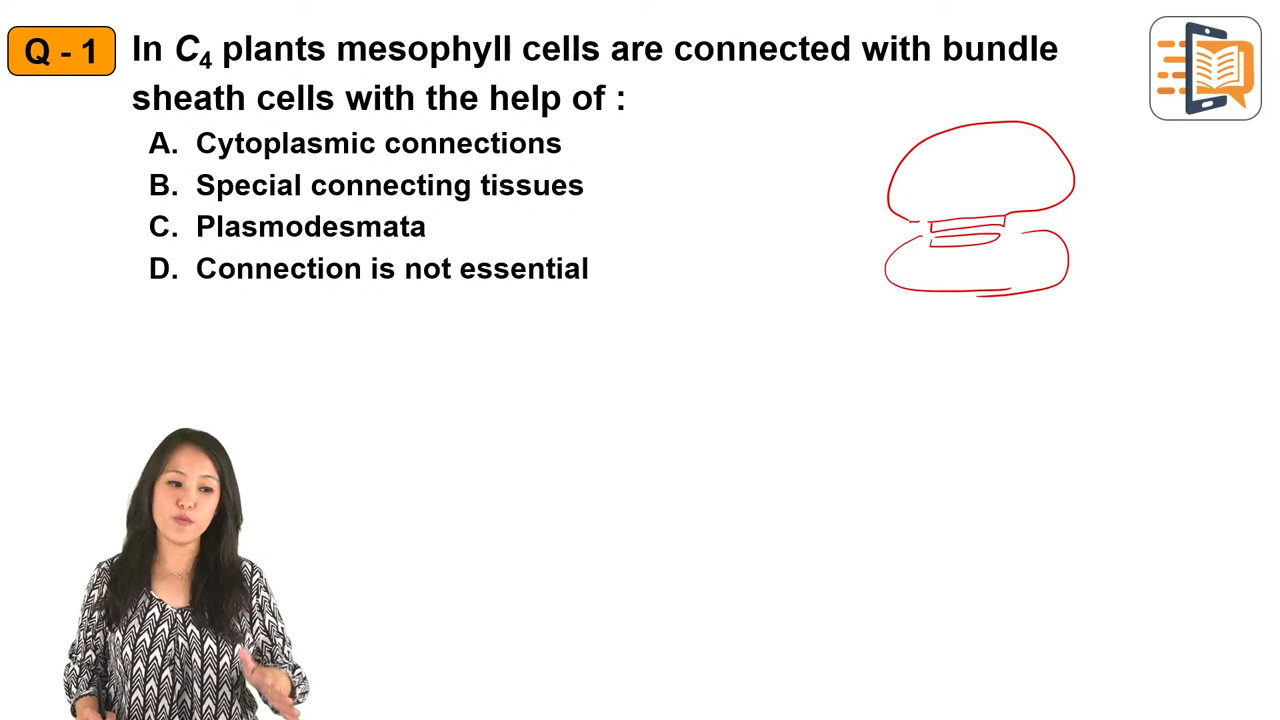 Q - 1
In C₄ plants mesophyll cells are connected with bundle
sheath cells with the help of :
A. Cytoplasmic connections
B. Special connecting tissues
C. Plasmodesmata
D. Connection is not essential